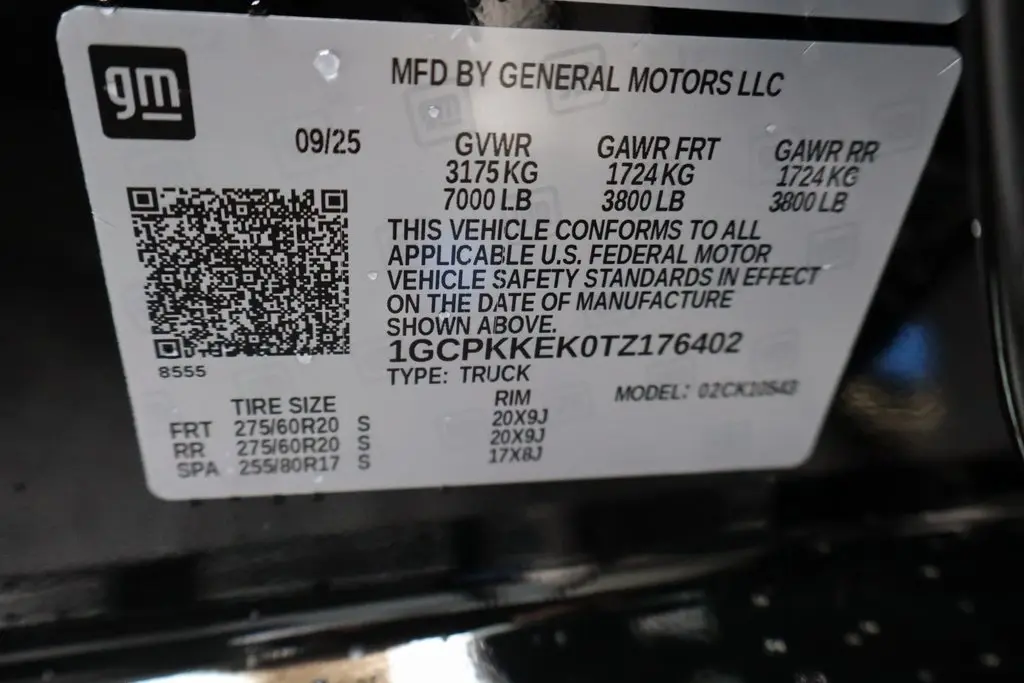 gm
MFD BY GENERAL MOTORS LLC
09/25 GVWR GAWR FRT GAWR RR
3175 KG 1724 KG 1724 KG
7000 LB 3800 LB 3800 LB
THIS VEHICLE CONFORMS TO ALL
APPLICABLE U.S. FEDERAL MOTOR
VEHICLE SAFETY STANDARDS IN EFFECT
ON THE DATE OF MANUFACTURE
SHOWN ABOVE.
1GCPKKEK0TZ176402
8555
TYPE: TRUCK
MODEL: 02CK10543
TIRE SIZE RIM
FRT 275/60R20 S 20X9J
RR 275/60R20 S 20X9J
SPA 255/80R17 S 17X8J